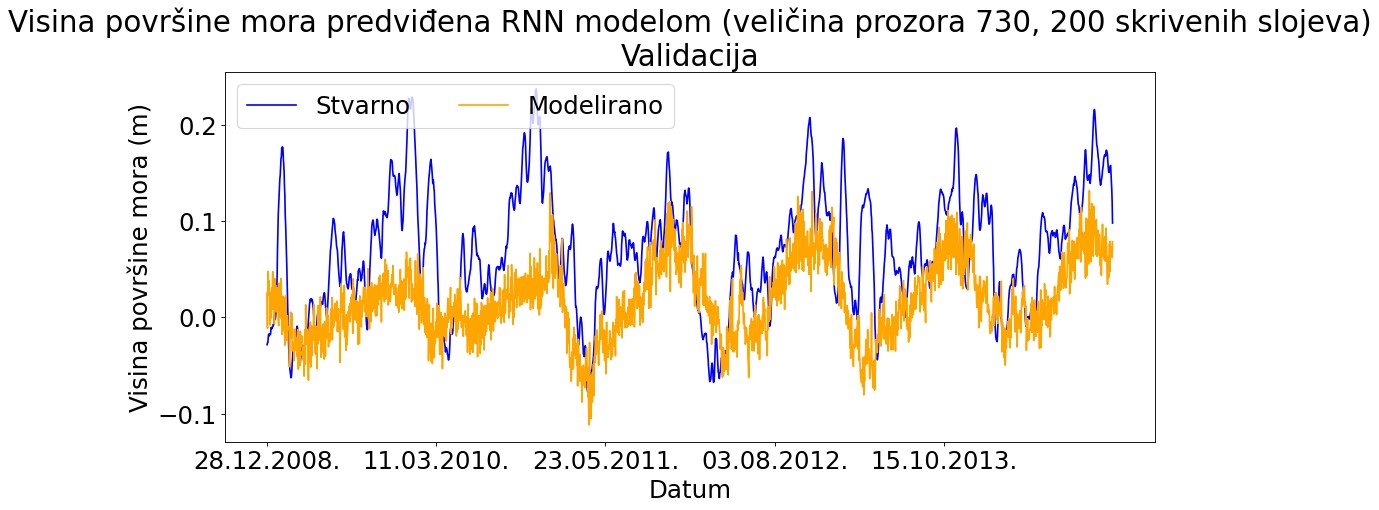 Visina površine mora predviđena RNN modelom (veličina prozora 730, 200 skrivenih slojeva)
Validacija
Stvarno Modelirano
Visina površine mora (m)
0.2
0.1
0.0
−0.1
28.12.2008. 11.03.2010. 23.05.2011. 03.08.2012. 15.10.2013.
Datum